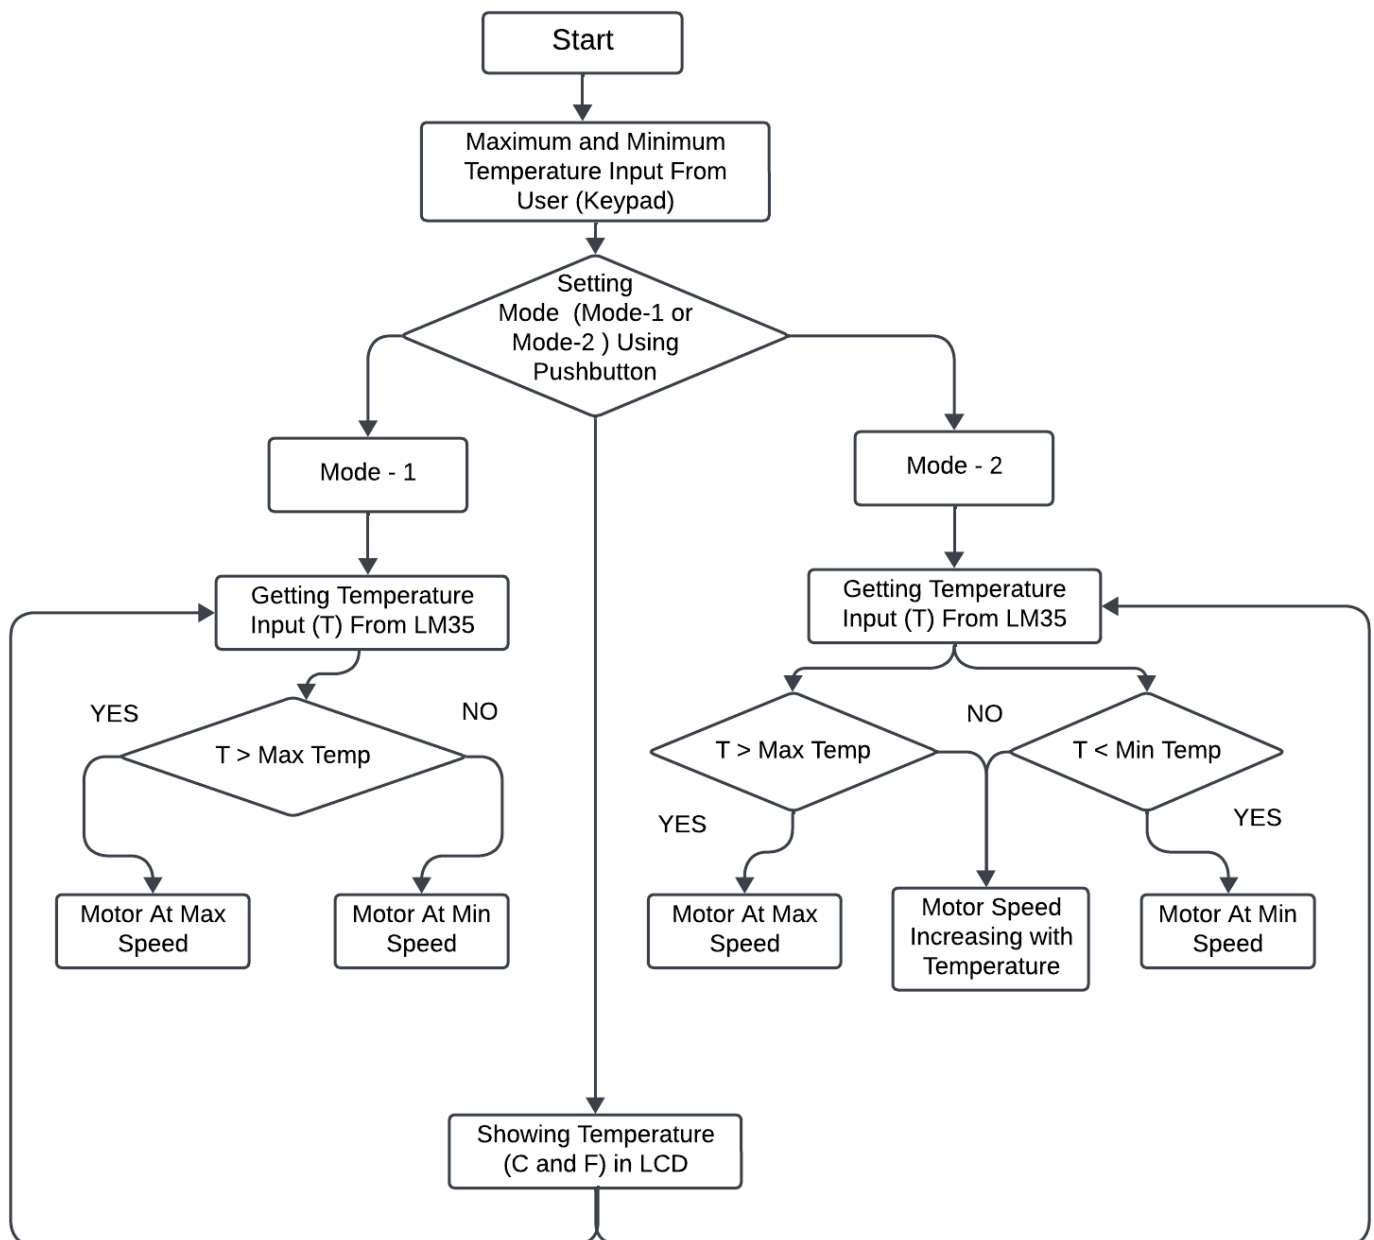 Start
Maximum and Minimum
Temperature Input From
User (Keypad)
Setting
Mode  (Mode-1 or
Mode-2 ) Using
Pushbutton
Mode - 1
Mode - 2
Getting Temperature
Input (T) From LM35
Getting Temperature
Input (T) From LM35
YES
T > Max Temp
NO
T > Max Temp
NO
T < Min Temp
YES
YES
Motor At Max
Speed
Motor At Min
Speed
Motor At Max
Speed
Motor Speed
Increasing with
Temperature
Motor At Min
Speed
Showing Temperature
(C and F) in LCD